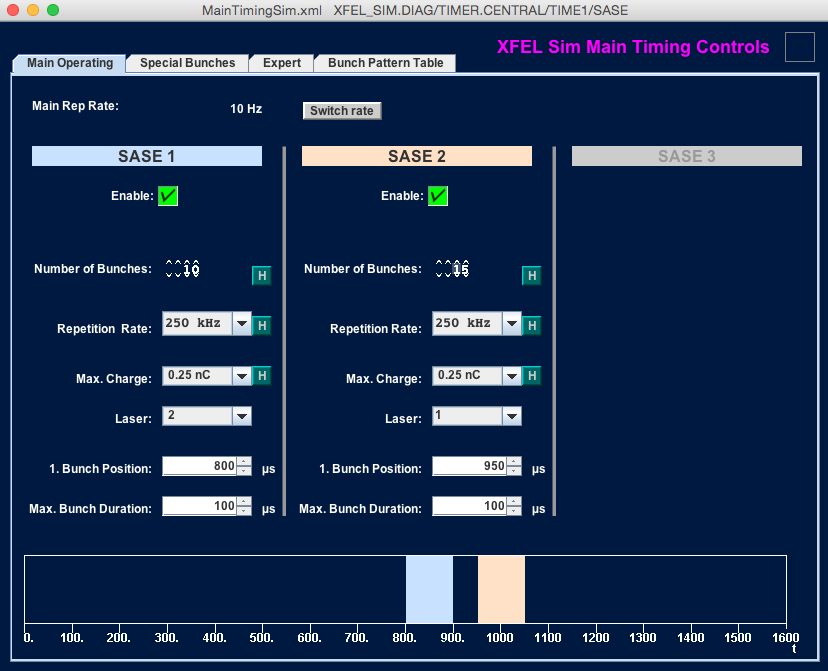 MainTimingSim.xml XFEL_SIM.DIAG/TIMER.CENTRAL/TIME1/SASE
XFEL Sim Main Timing Controls
Main Operating Special Bunches Expert Bunch Pattern Table
Main Rep Rate: 10 Hz Switch rate
SASE 1 SASE 2 SASE 3
Enable: Enable:
Number of Bunches: 10 H Number of Bunches: 15 H
Repetition Rate: 250 kHz H Repetition Rate: 250 kHz H
Max. Charge: 0.25 nC H Max. Charge: 0.25 nC H
Laser: 2 Laser: 1
1. Bunch Position: 800 µs 1. Bunch Position: 950 µs
Max. Bunch Duration: 100 µs Max. Bunch Duration: 100 µs
0. 100. 200. 300. 400. 500. 600. 700. 800. 900. 1000 1100 1200 1300 1400 1500 1600
t